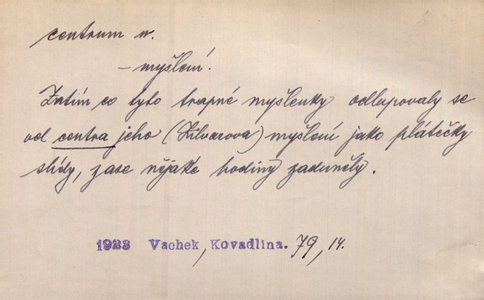 centrum n.
– myšlení.
Zatím co tyto trapné myšlenky odlupovaly se
od centra jeho (Silverova) myšlení jako plátečky
slídy, zase nějaké hodiny zaduněly.
1923 Vachek, Kovadlina. 79, 14.